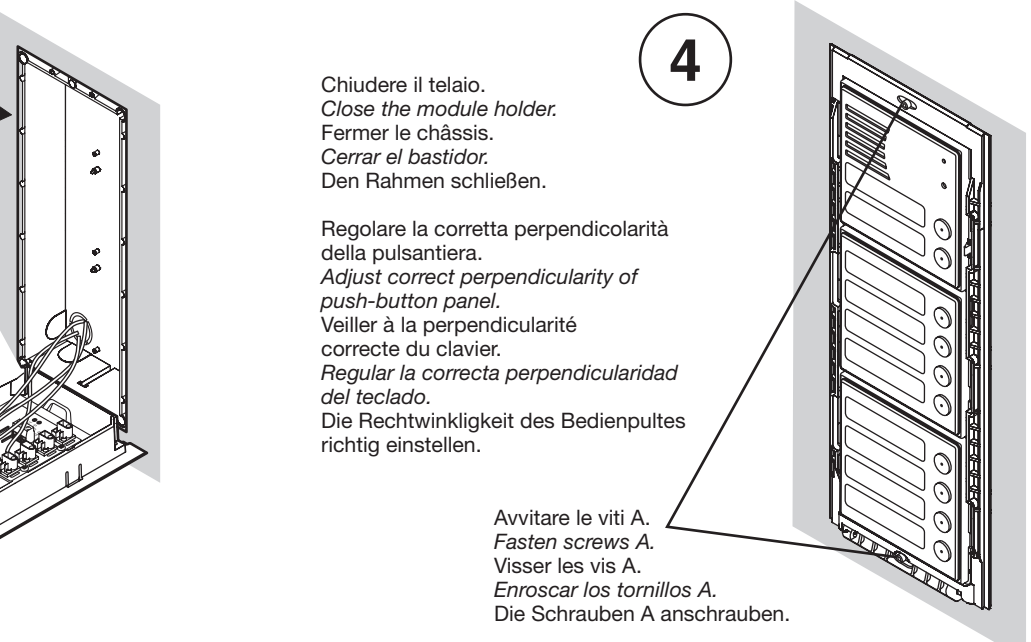 4
Chiudere il telaio.
Close the module holder.
Fermer le châssis.
Cerrar el bastidor.
Den Rahmen schließen.
Regolare la corretta perpendicolarità
della pulsantiera.
Adjust correct perpendicularity of
push-button panel.
Veiller à la perpendicularité
correcte du clavier.
Regular la correcta perpendicularidad
del teclado.
Die Rechtwinkligkeit des Bedienpultes
richtig einstellen.
Avvitare le viti A.
Fasten screws A.
Visser les vis A.
Enroscar los tornillos A.
Die Schrauben A anschrauben.